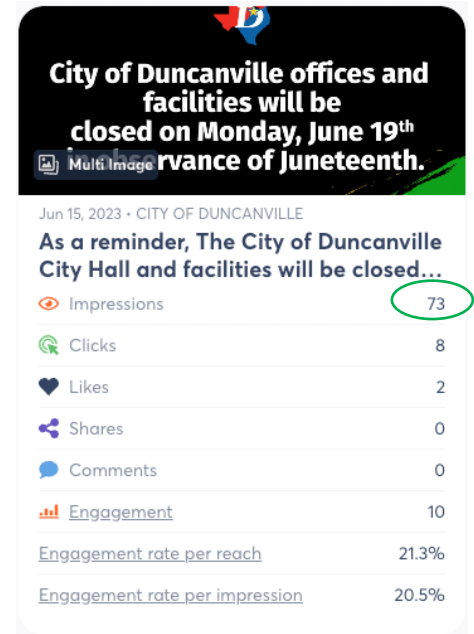 City of Duncanville offices and
facilities will be
closed on Monday, June 19th
rvance of Juneteenth.
Multi Image
Jun 15, 2023 • CITY OF DUNCANVILLE
As a reminder, The City of Duncanville
City Hall and facilities will be closed...
Impressions 73
Clicks 8
Likes 2
Shares 0
Comments 0
Engagement 10
Engagement rate per reach 21.3%
Engagement rate per impression 20.5%